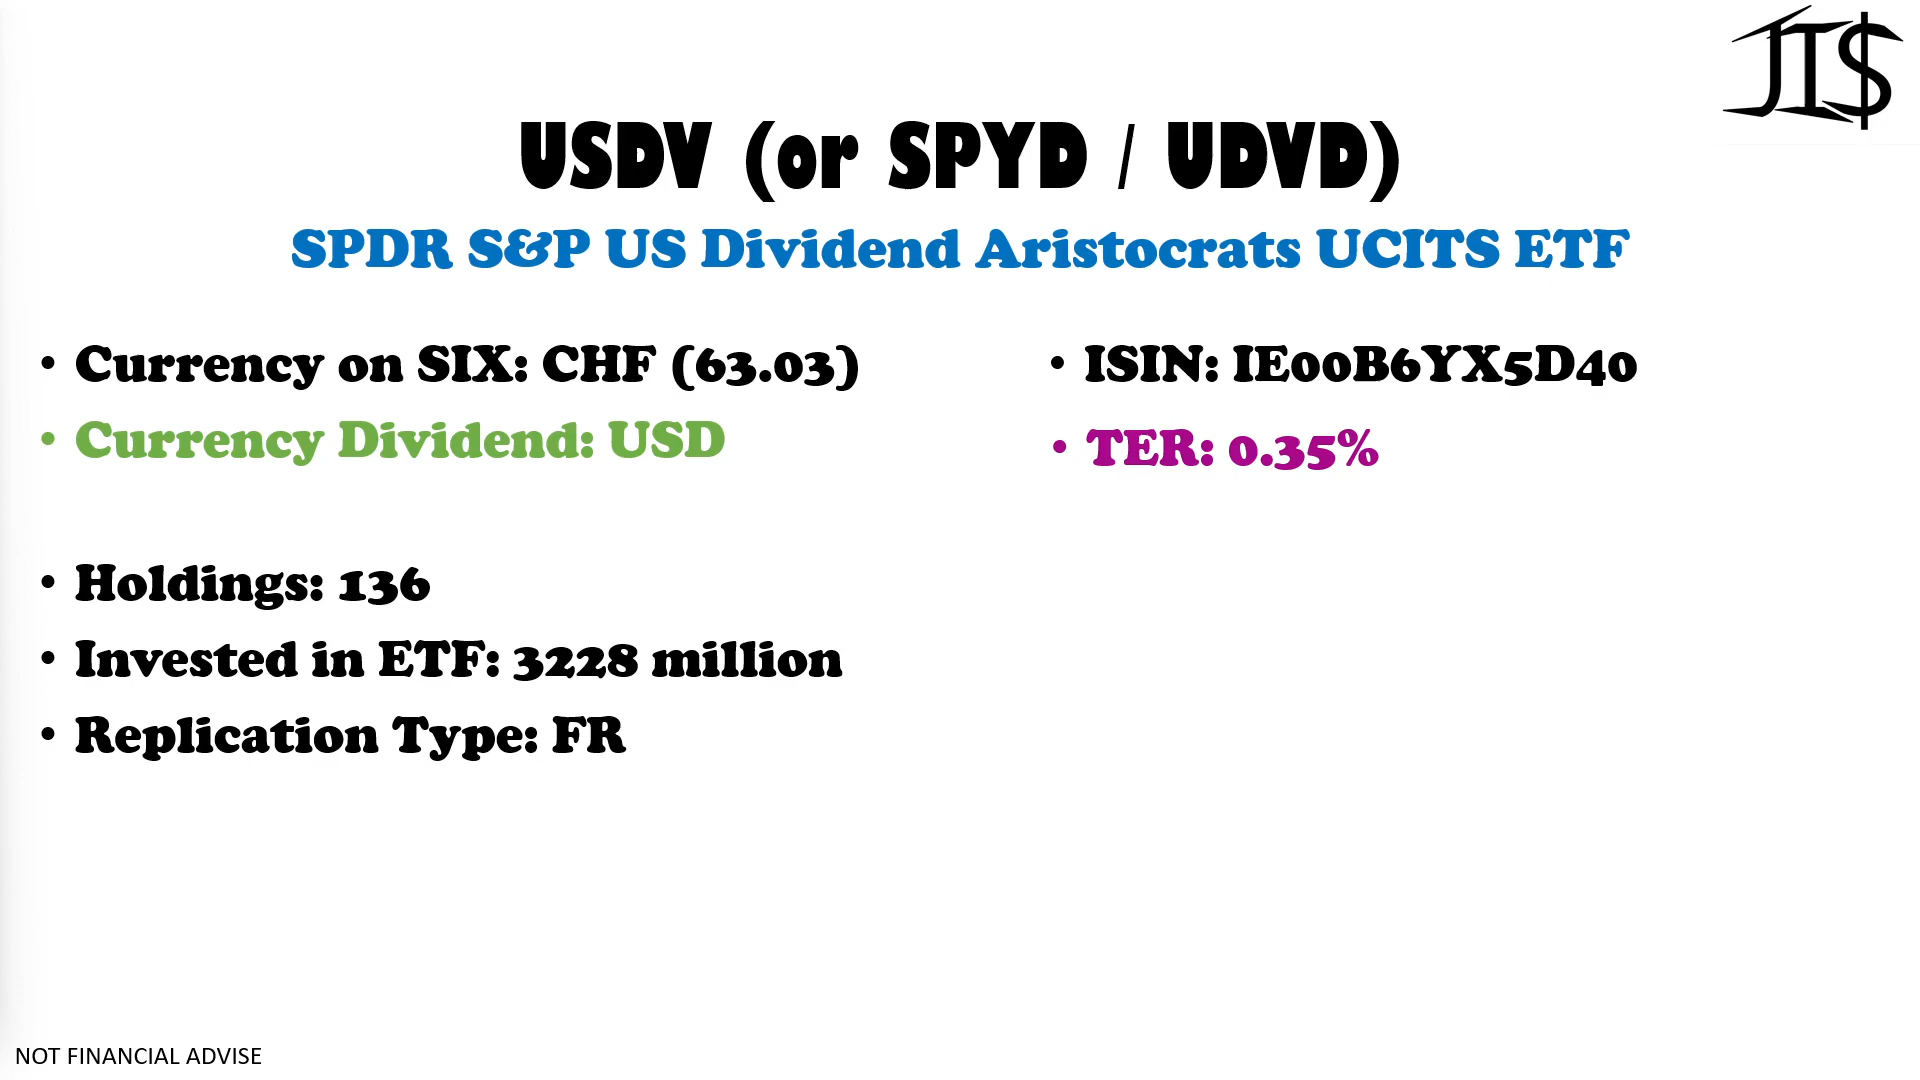 JI$
USDV (or SPYD / UDVD)
SPDR S&P US Dividend Aristocrats UCITS ETF
• Currency on SIX: CHF (63.03)
• Currency Dividend: USD
• ISIN: IE00B6YX5D40
• TER: 0.35%
• Holdings: 136
• Invested in ETF: 3228 million
• Replication Type: FR
NOT FINANCIAL ADVISE